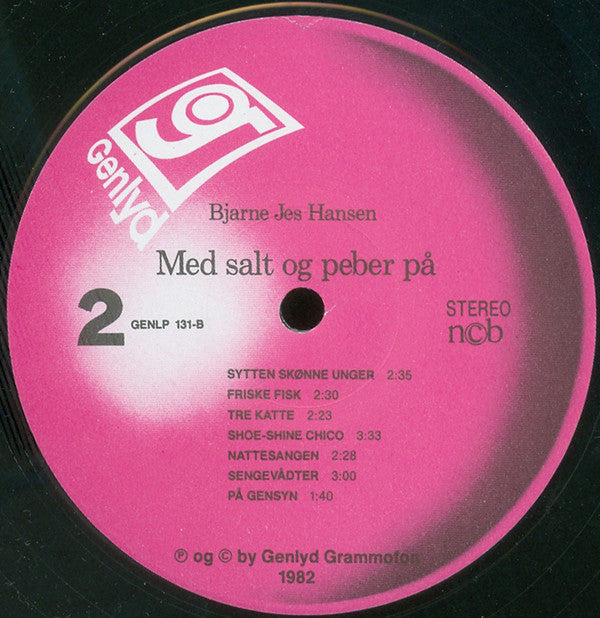 Genlyd
Bjarne Jes Hansen
Med salt og peber på
2 GENLP 131-B
STEREO
n©b
SYTTEN SKØNNE UNGER 2:35
FRISKE FISK 2:30
TRE KATTE 2:23
SHOE-SHINE CHICO 3:33
NATTESANGEN 2:28
SENGEVÅDTER 3:00
PÅ GENSYN 1:40
℗ og © by Genlyd Grammofon
1982